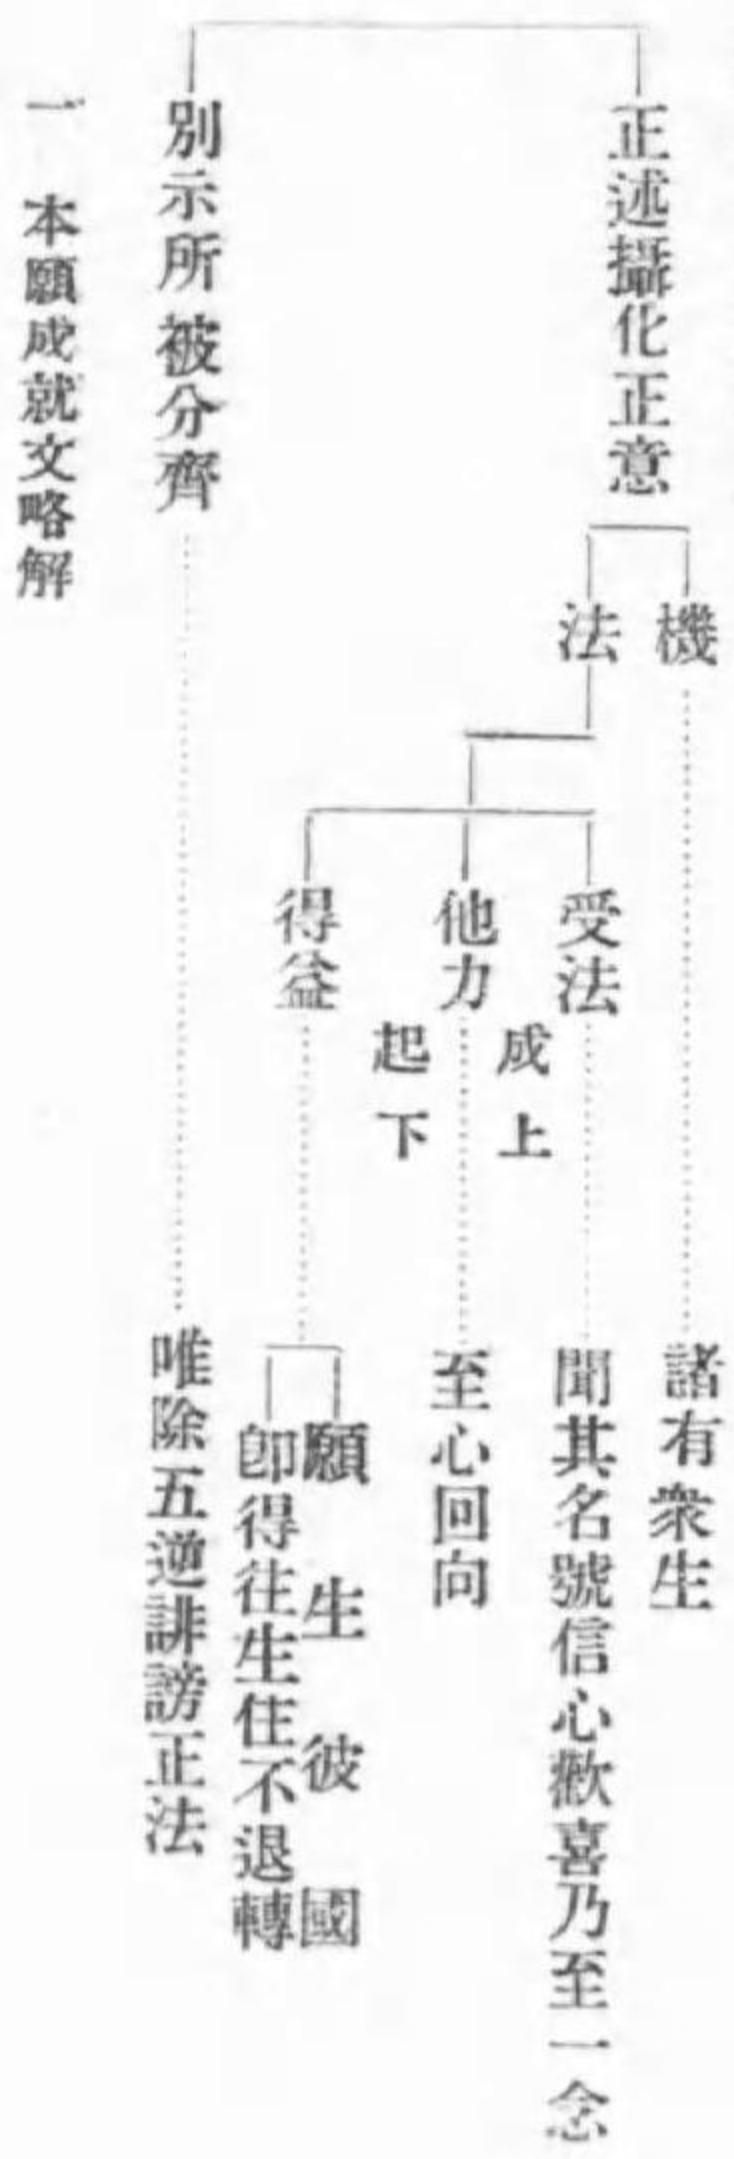 正述攝化正意
機
諸有衆生
法
受法
聞其名號信心歡喜乃至一念
成上
他力
起下
至心回向
得益
願生彼國
卽得往生住不退轉
別示所被分齊
唯除五逆誹謗正法
一 本願成就文略解